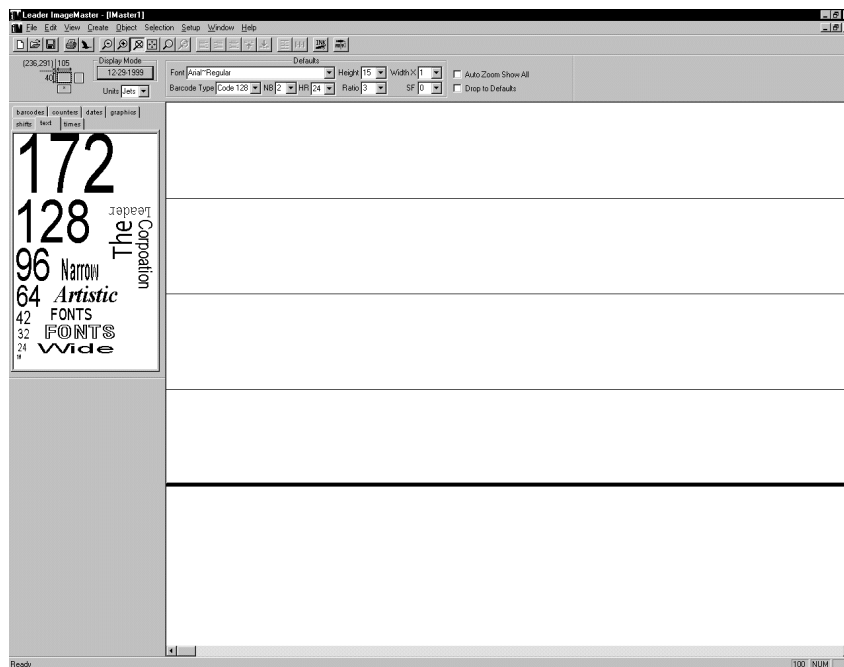 Leader ImageMaster - [IMaster1]
File Edit View Create Object Selection Setup Window Help
(236,291) 105
40
Display Mode
12-29-1999
Units Jets
Defaults
Font Arial~Regular Height 15 Width X 1
Barcode Type Code 128 NB 2 HR 24 Ratio 3 SF 0
Auto Zoom Show All
Drop to Defaults
barcodes counters dates graphics
shifts text times
172
128
96
64
42
32
24
18
Leader
The
Corpoation
Narrow
Artistic
FONTS
FONTS
Wide
Ready
100 NUM